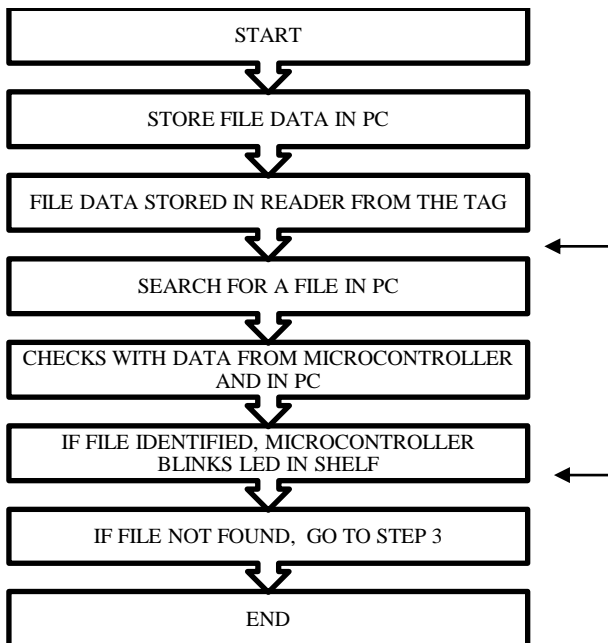 START
STORE FILE DATA IN PC
FILE DATA STORED IN READER FROM THE TAG
SEARCH FOR A FILE IN PC
CHECKS WITH DATA FROM MICROCONTROLLER
AND IN PC
IF FILE IDENTIFIED, MICROCONTROLLER
BLINKS LED IN SHELF
IF FILE NOT FOUND, GO TO STEP 3
END